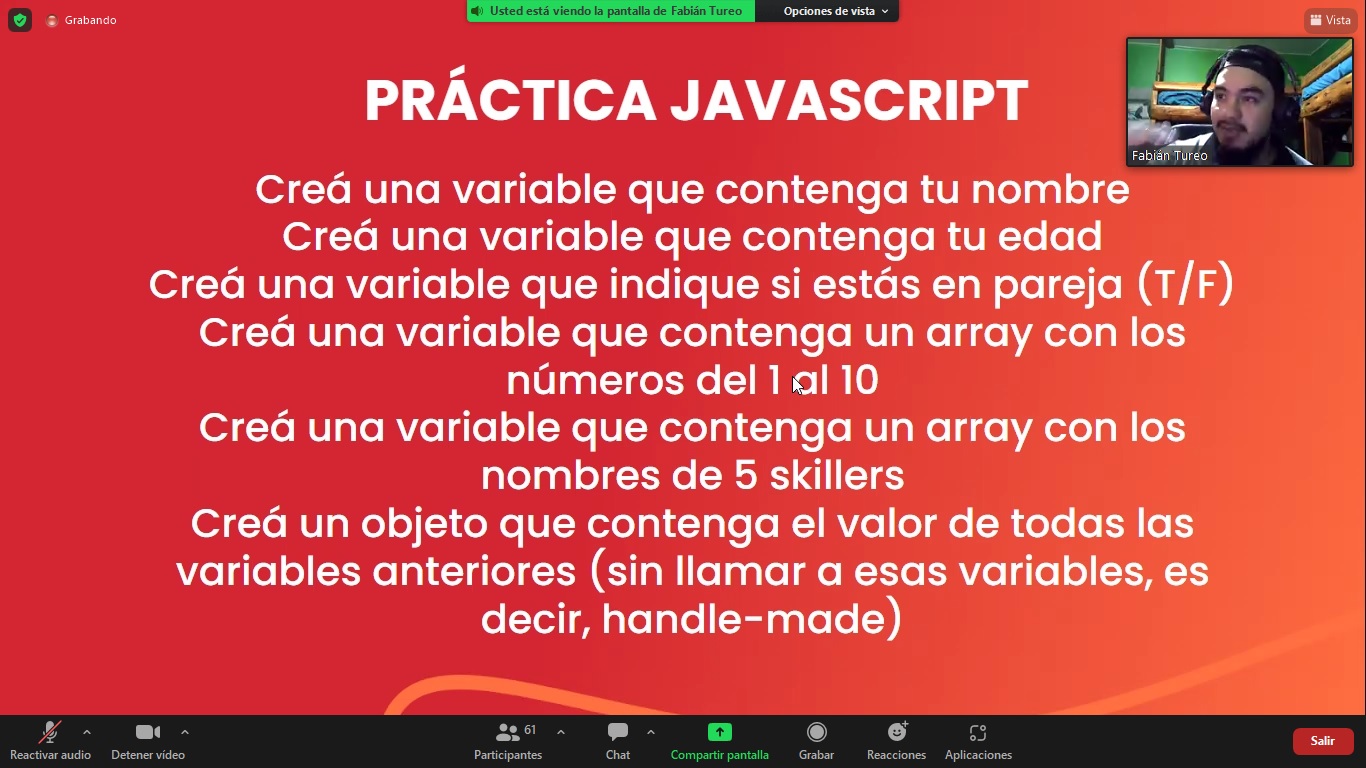 Grabando
Usted está viendo la pantalla de Fabián Tureo
Opciones de vista
Vista
Fabián Tureo
PRÁCTICA JAVASCRIPT
Creá una variable que contenga tu nombre
Creá una variable que contenga tu edad
Creá una variable que indique si estás en pareja (T/F)
Creá una variable que contenga un array con los
números del 1 al 10
Creá una variable que contenga un array con los
nombres de 5 skillers
Creá un objeto que contenga el valor de todas las
variables anteriores (sin llamar a esas variables, es
decir, handle-made)
61
Reactivar audio
Detener vídeo
Participantes
Chat
Compartir pantalla
Grabar
Reacciones
Aplicaciones
Salir